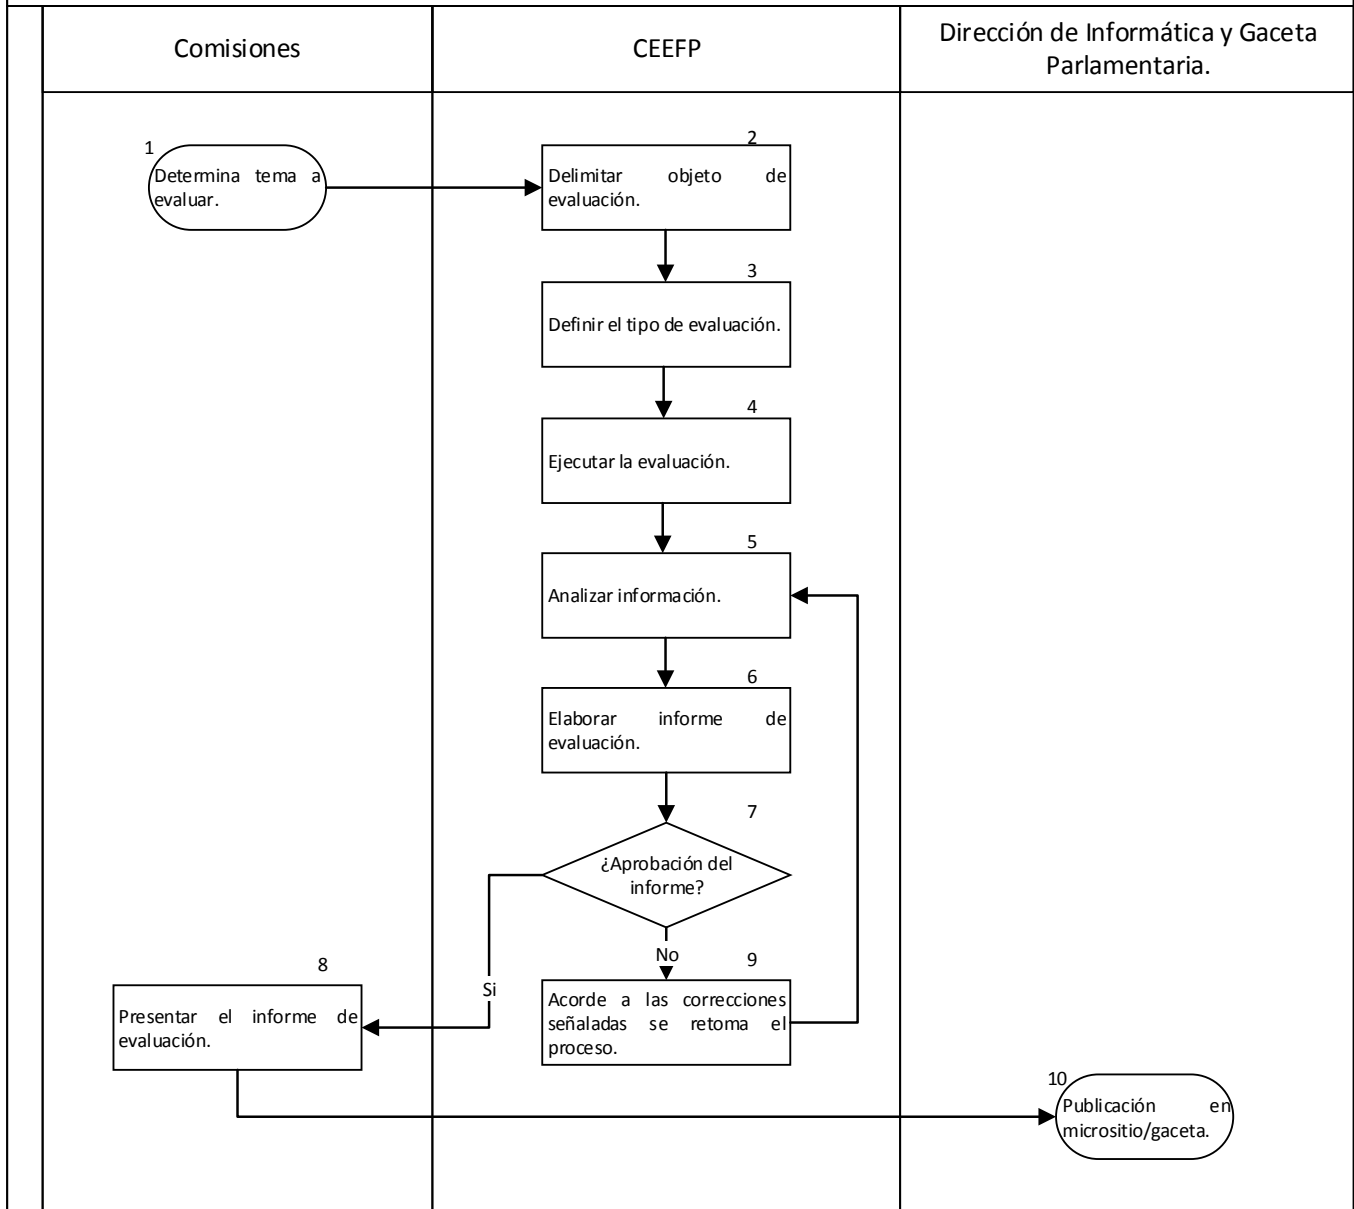 Comisiones
CEEFP
Dirección de Informática y Gaceta
Parlamentaria.
1
Determina tema a
evaluar.
2
Delimitar objeto de
evaluación.
3
Definir el tipo de evaluación.
4
Ejecutar la evaluación.
5
Analizar información.
6
Elaborar informe de
evaluación.
7
¿Aprobación del
informe?
No
Si
8
Presentar el informe de
evaluación.
9
Acorde a las correcciones
señaladas se retoma el
proceso.
10
Publicación en
micrositio/gaceta.